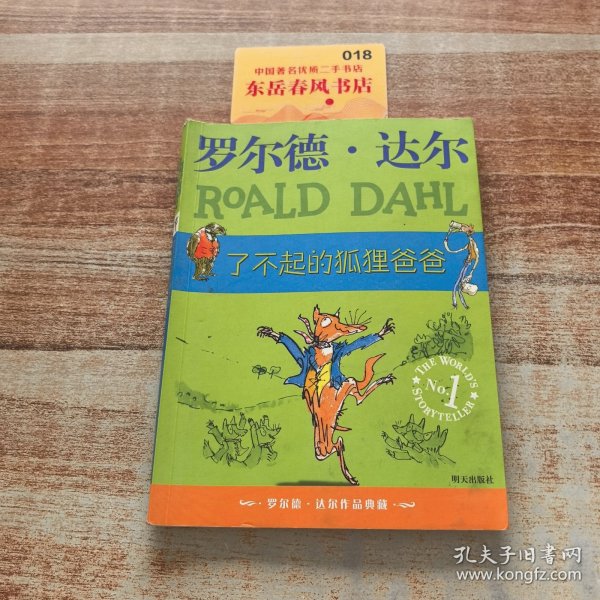 018
中国著名优质二手书店
东岳春风书店
罗尔德·达尔
ROALD DAHL
了不起的狐狸爸爸
THE WORLD'S
No.1
STORYTELLER
明天出版社
·罗尔德·达尔作品典藏·
孔夫子旧书网
www.kongfz.com